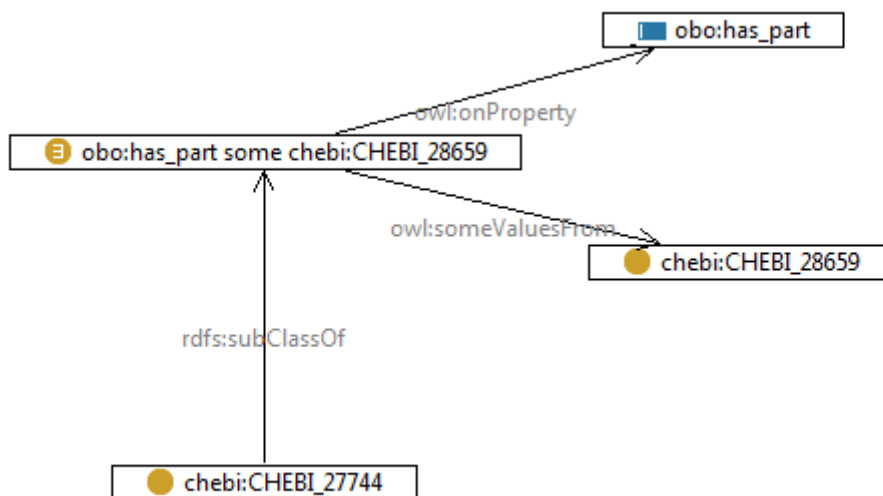 obo:has_part
owl:onProperty
obo:has_part some chebi:CHEBI_28659
owl:someValuesFrom
chebi:CHEBI_28659
rdfs:subClassOf
chebi:CHEBI_27744